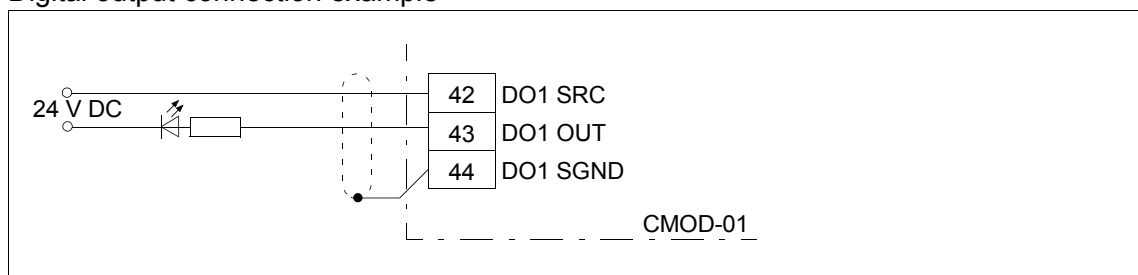 Digital output connection example
24 V DC
42 DO1 SRC
43 DO1 OUT
44 DO1 SGND
CMOD-01